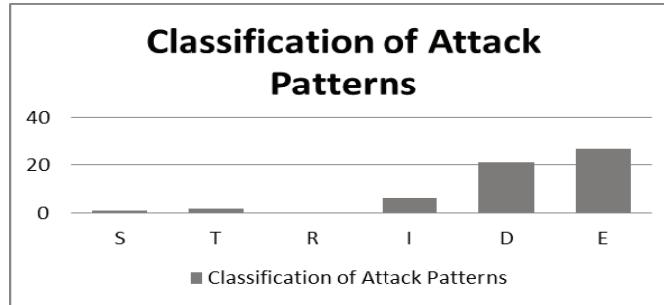 Classification of Attack
Patterns
40
20
0
S T R I D E
Classification of Attack Patterns